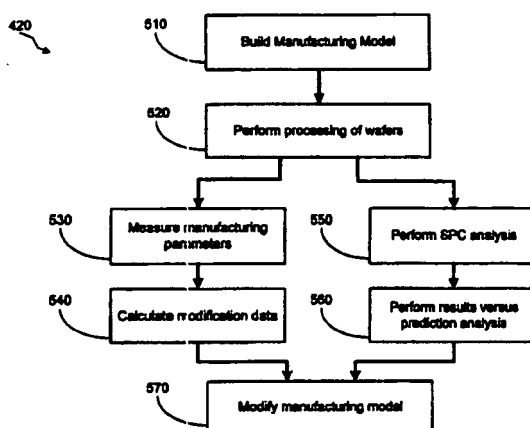 420
510
Build Manufacturing Model
520
Perform processing of wafers
530
Measure manufacturing
parameters
550
Perform SPC analysis
540
Calculate modification data
560
Perform results versus
prediction analysis
570
Modify manufacturing model